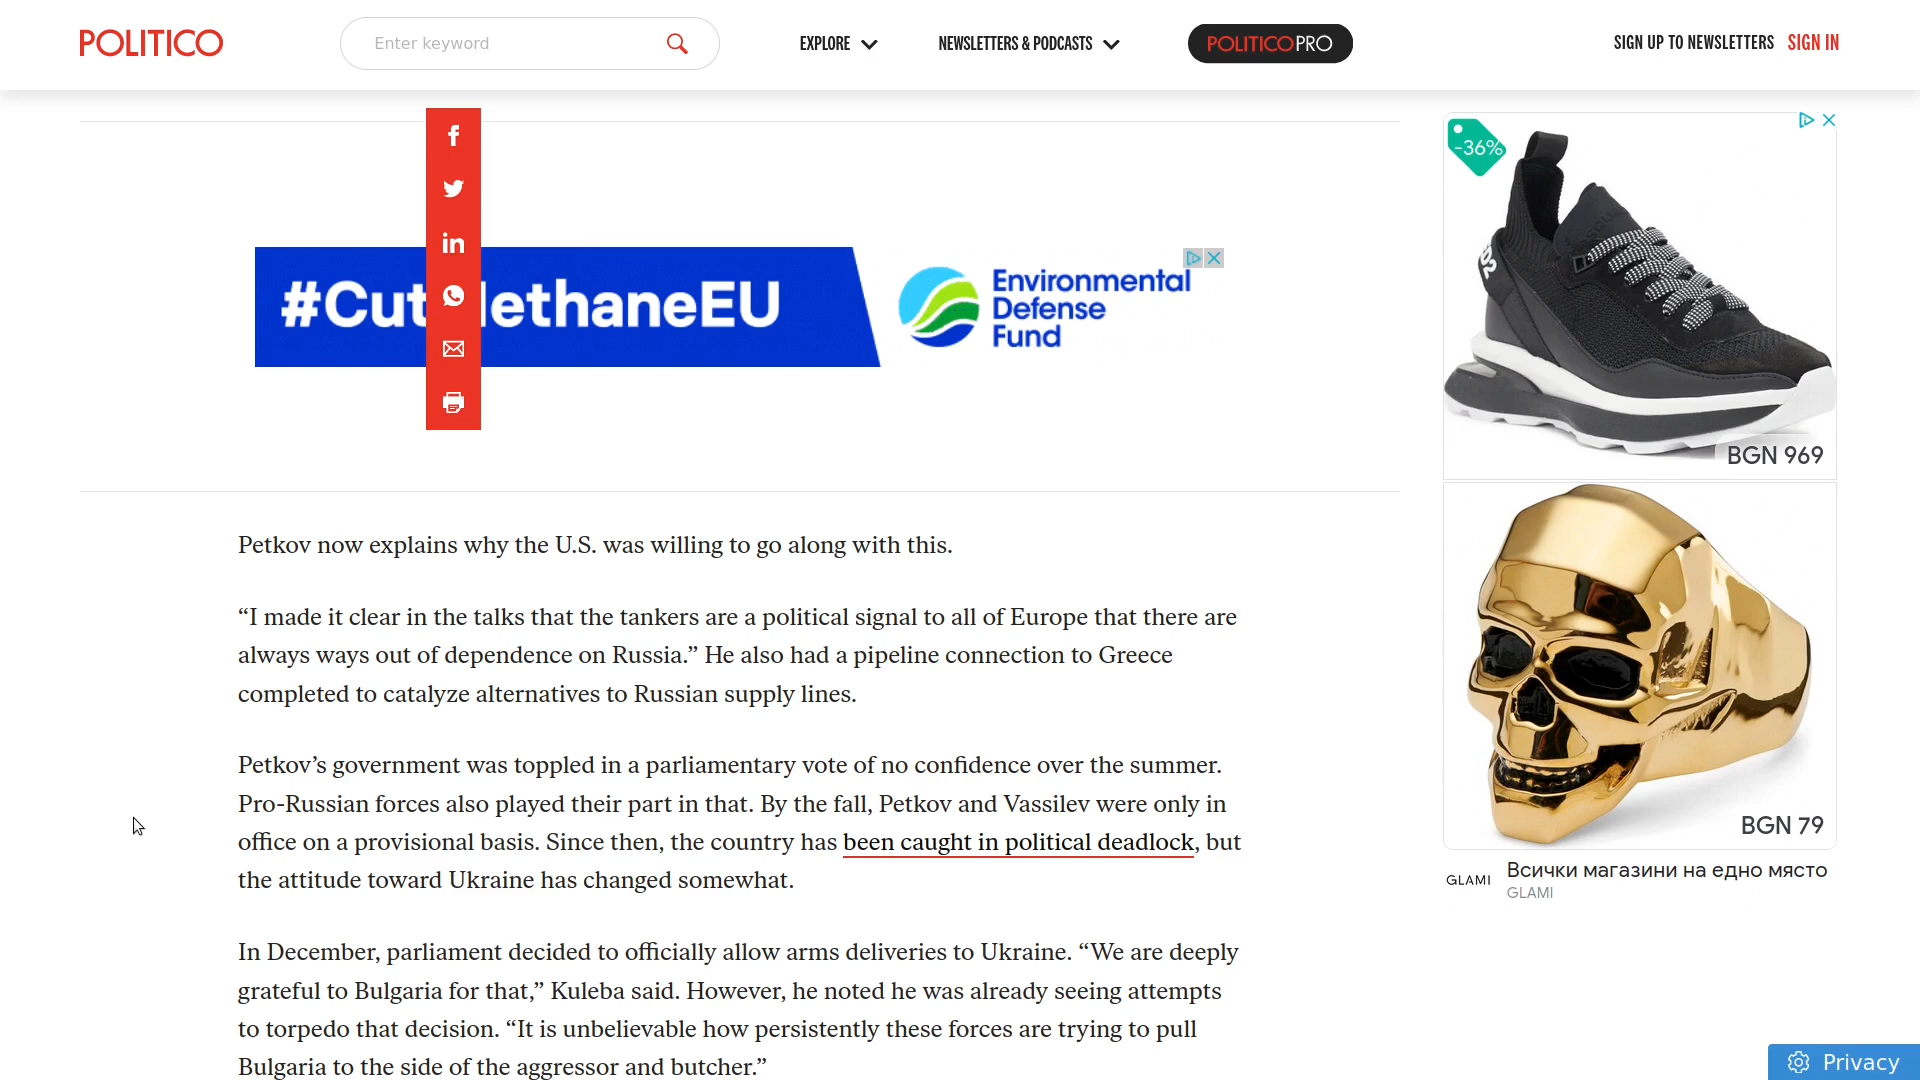 POLITICO
Enter keyword
EXPLORE
NEWSLETTERS & PODCASTS
POLITICOPRO
SIGN UP TO NEWSLETTERS
SIGN IN
#CutMethaneEU
Environmental
Defense
Fund
-36%
BGN 969
BGN 79
GLAMI
Всички магазини на едно място
GLAMI
Petkov now explains why the U.S. was willing to go along with this.
“I made it clear in the talks that the tankers are a political signal to all of Europe that there are
always ways out of dependence on Russia.” He also had a pipeline connection to Greece
completed to catalyze alternatives to Russian supply lines.
Petkov’s government was toppled in a parliamentary vote of no confidence over the summer.
Pro-Russian forces also played their part in that. By the fall, Petkov and Vassilev were only in
office on a provisional basis. Since then, the country has been caught in political deadlock, but
the attitude toward Ukraine has changed somewhat.
In December, parliament decided to officially allow arms deliveries to Ukraine. “We are deeply
grateful to Bulgaria for that,” Kuleba said. However, he noted he was already seeing attempts
to torpedo that decision. “It is unbelievable how persistently these forces are trying to pull
Bulgaria to the side of the aggressor and butcher.”
Privacy